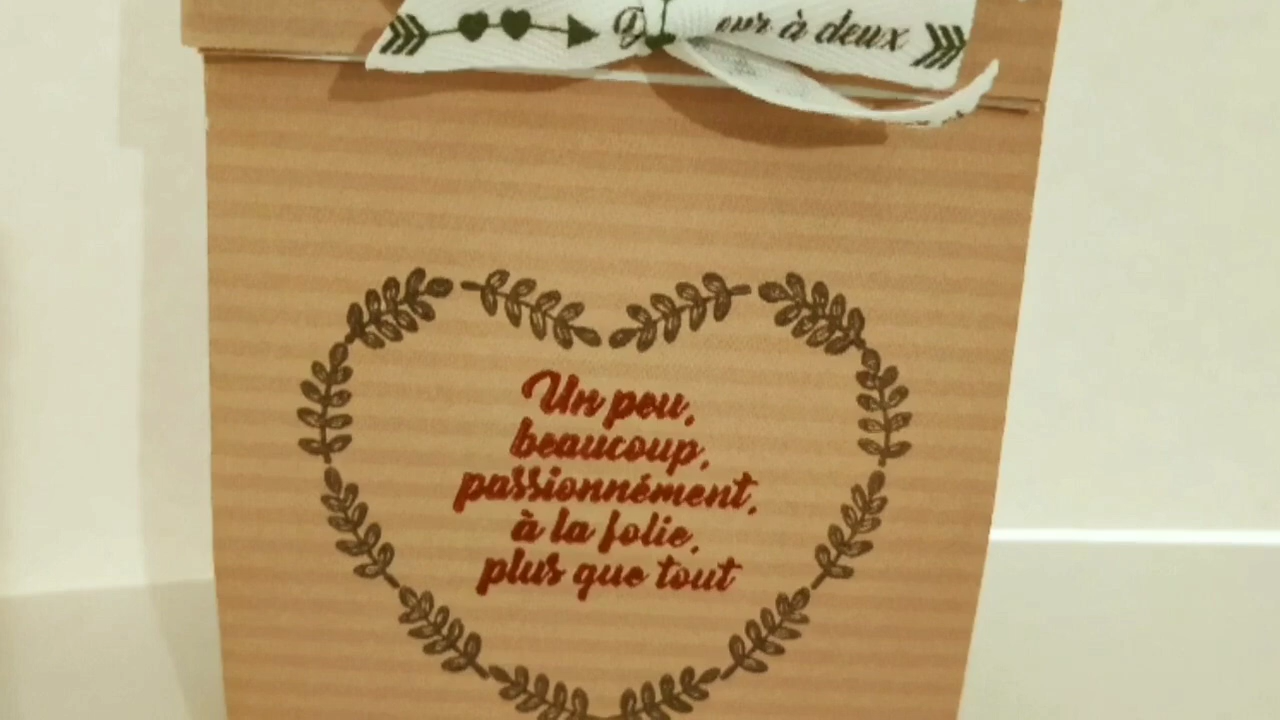 à deux
Un peu,
beaucoup,
passionnément,
à la folie,
plus que tout